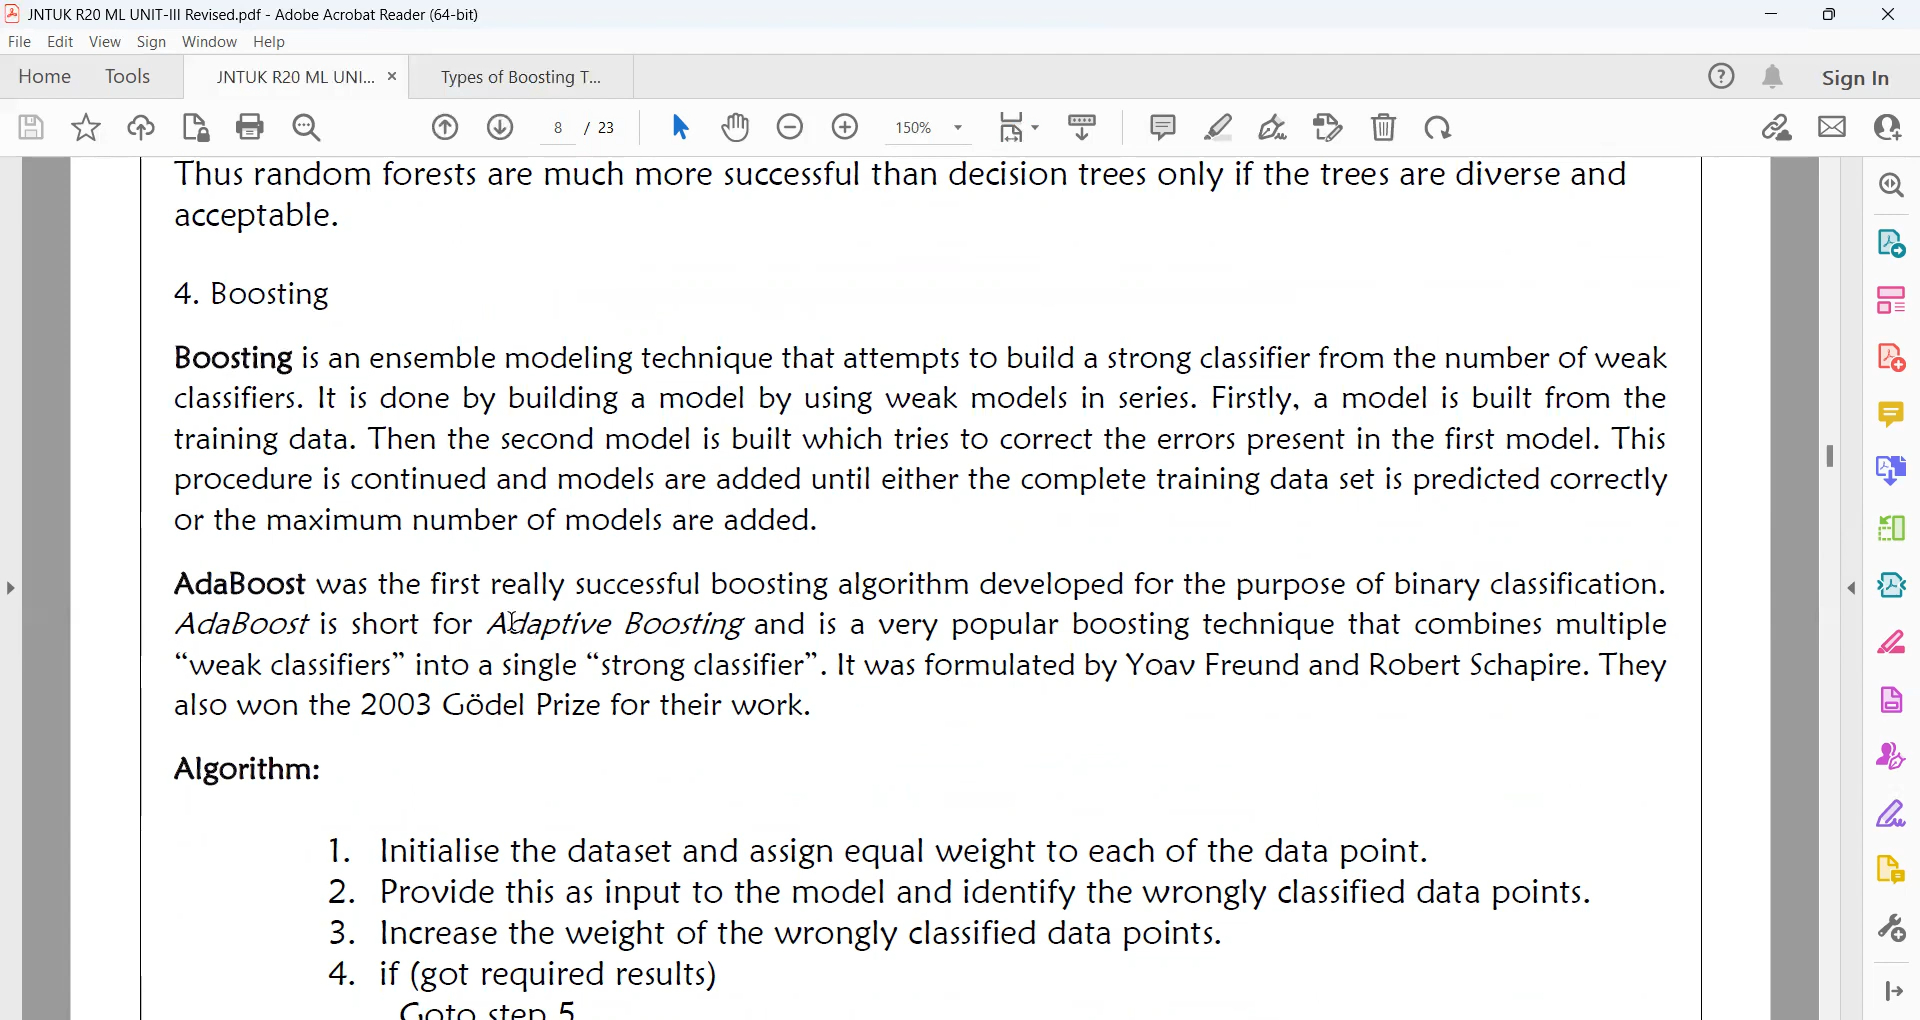 JNTUK R20 ML UNIT-III Revised.pdf - Adobe Acrobat Reader (64-bit)
File Edit View Sign Window Help
Home Tools JNTUK R20 ML UNI... × Types of Boosting T... Sign In
8 / 23 150%
Thus random forests are much more successful than decision trees only if the trees are diverse and
acceptable.
4. Boosting
Boosting is an ensemble modeling technique that attempts to build a strong classifier from the number of weak
classifiers. It is done by building a model by using weak models in series. Firstly, a model is built from the
training data. Then the second model is built which tries to correct the errors present in the first model. This
procedure is continued and models are added until either the complete training data set is predicted correctly
or the maximum number of models are added.
AdaBoost was the first really successful boosting algorithm developed for the purpose of binary classification.
AdaBoost is short for Adaptive Boosting and is a very popular boosting technique that combines multiple
“weak classifiers” into a single “strong classifier”. It was formulated by Yoav Freund and Robert Schapire. They
also won the 2003 Gödel Prize for their work.
Algorithm:
1. Initialise the dataset and assign equal weight to each of the data point.
2. Provide this as input to the model and identify the wrongly classified data points.
3. Increase the weight of the wrongly classified data points.
4. if (got required results)
Goto step 5